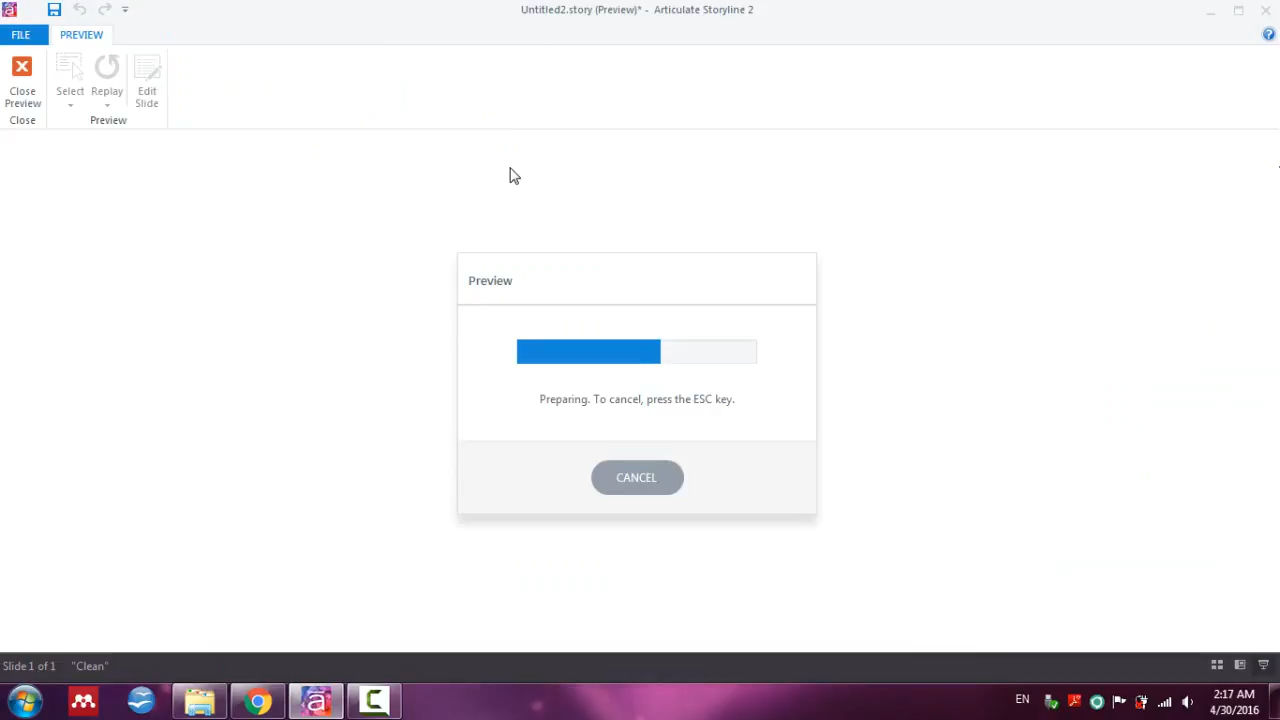 Untitled2.story (Preview)* - Articulate Storyline 2
FILE
PREVIEW
Close Preview
Select
Replay
Edit Slide
Close
Preview
Preview
Preparing. To cancel, press the ESC key.
CANCEL
Slide 1 of 1
"Clean"
EN
2:17 AM
4/30/2016